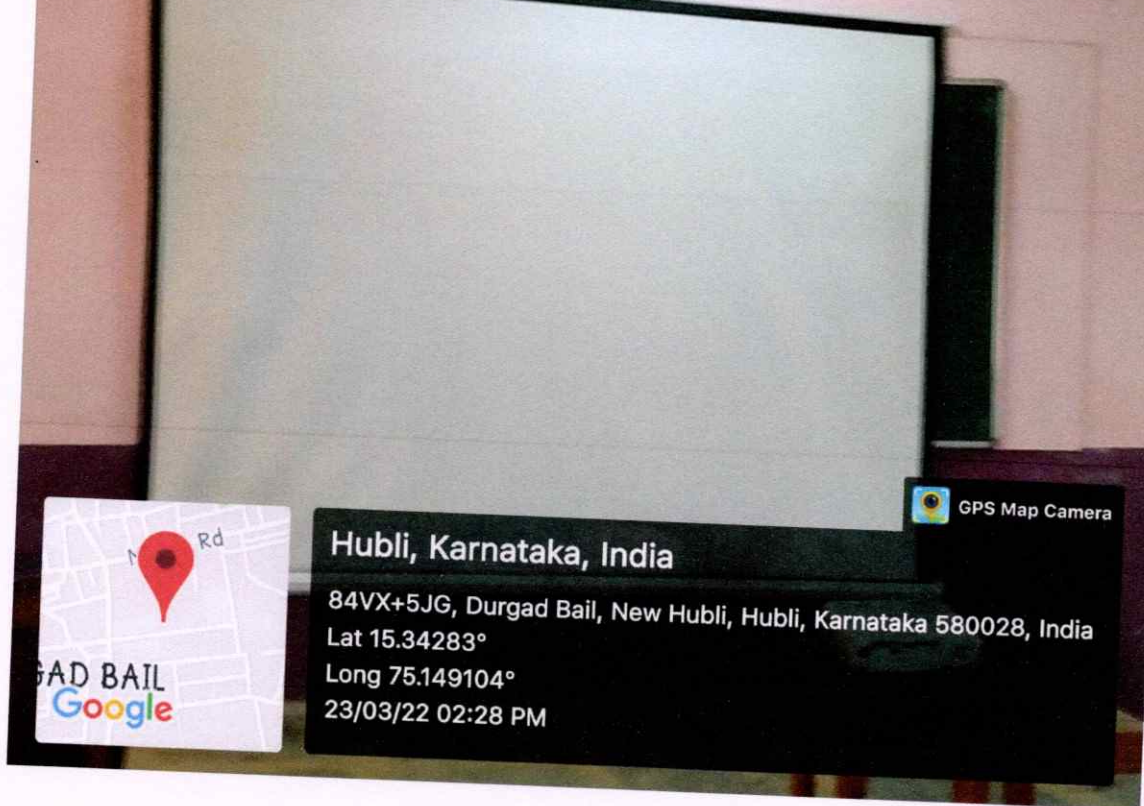 GPS Map Camera
Hubli, Karnataka, India
84VX+5JG, Durgad Bail, New Hubli, Hubli, Karnataka 580028, India
Lat 15.34283°
Long 75.149104°
23/03/22 02:28 PM
Rd
GAD BAIL
Google